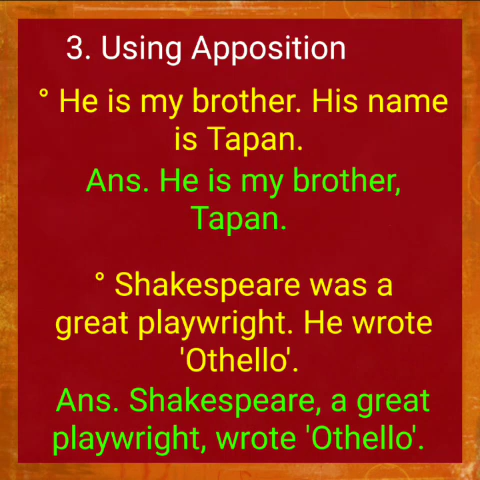 3. Using Apposition
° He is my brother. His name
is Tapan.
Ans. He is my brother,
Tapan.
° Shakespeare was a
great playwright. He wrote
'Othello'.
Ans. Shakespeare, a great
playwright, wrote 'Othello'.